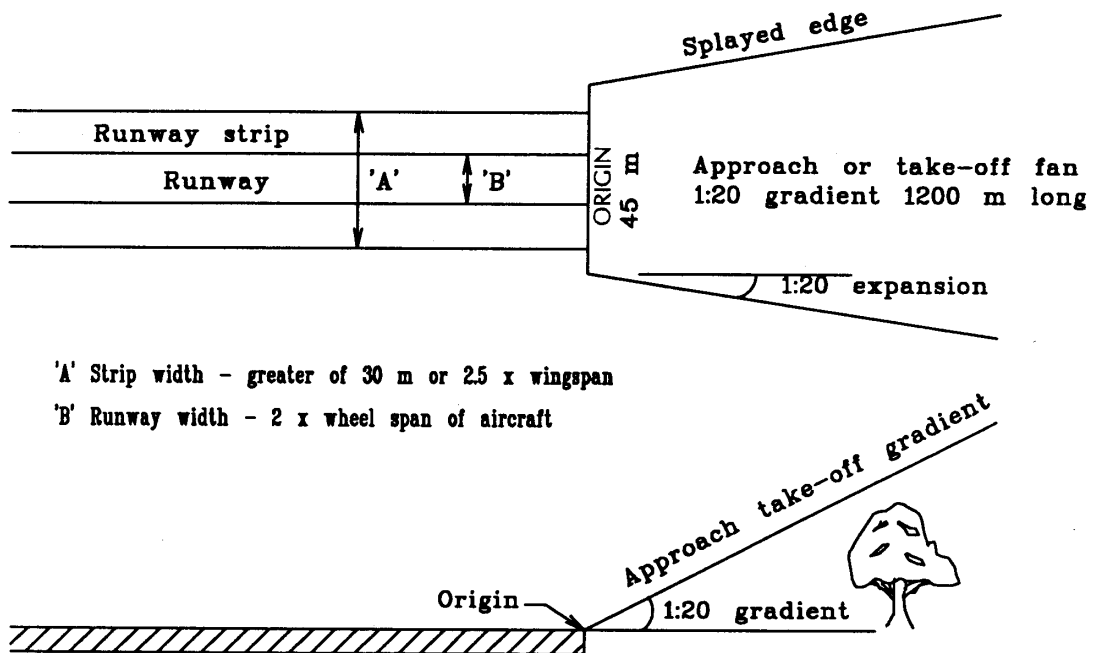 Splayed edge
Runway strip
Runway
'A'
'B'
ORIGIN
45 m
Approach or take-off fan
1:20 gradient 1200 m long
1:20 expansion
'A' Strip width - greater of 30 m or 2.5 x wingspan
'B' Runway width - 2 x wheel span of aircraft
Approach take-off gradient
Origin
1:20 gradient